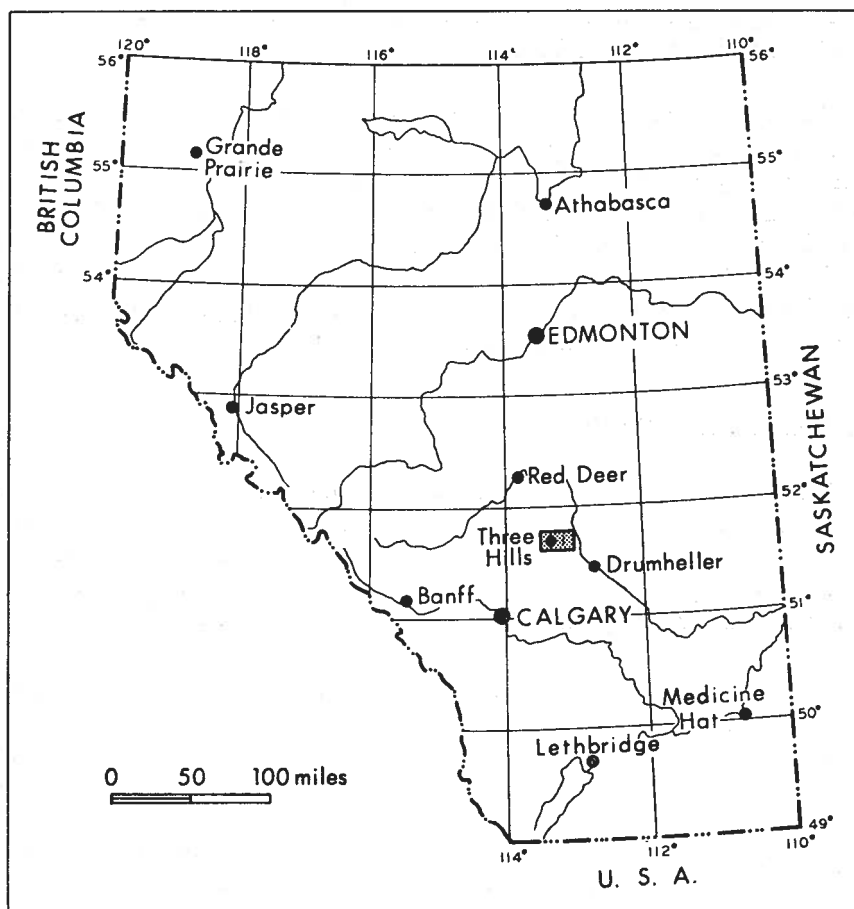 120° 118° 116° 114° 112° 110°
56° 56°
BRITISH
COLUMBIA
Grande
Prairie
55° 55°
Athabasca
54° 54°
EDMONTON
53°
Jasper
SASKATCHEWAN
Red Deer
52°
Three
Hills
Drumheller
Banff
51°
CALGARY
Medicine
Hat
50°
Lethbridge
0 50 100 miles
49°
114° 112° 110°
U. S. A.